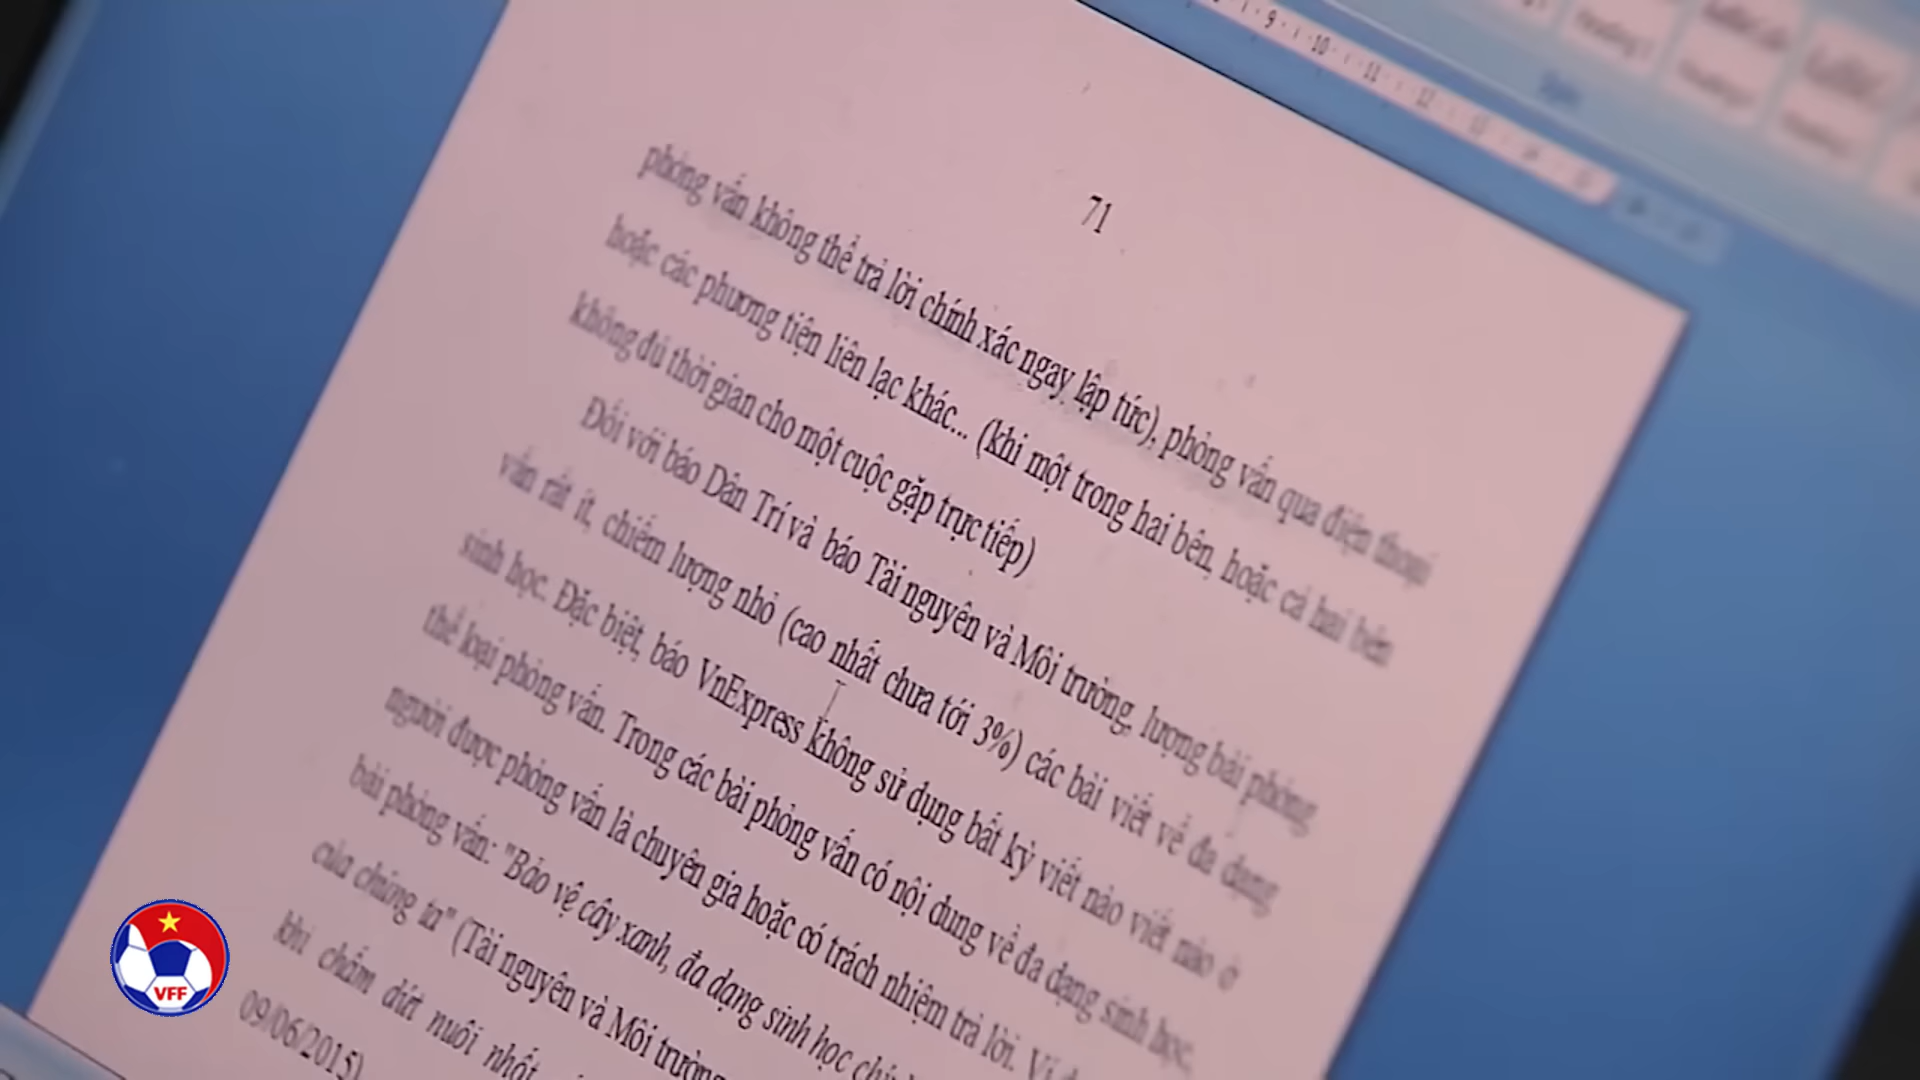 9 10 11 12
71
phỏng vấn không thể trả lời chính xác ngay lập tức), phỏng vấn qua điện thoại
hoặc các phương tiện liên lạc khác... (khi một trong hai bên, hoặc cả hai bên
không đủ thời gian cho một cuộc gặp trực tiếp)
Đối với báo Dân Trí và báo Tài nguyên và Môi trường, lượng bài phỏng
vấn rất ít, chiếm lượng nhỏ (cao nhất chưa tới 3%) các bài viết về đa dạng
sinh học. Đặc biệt, báo VnExpress không sử dụng bất kỳ viết nào viết nào ở
thể loại phỏng vấn. Trong các bài phỏng vấn có nội dung về đa dạng sinh học,
người được phỏng vấn là chuyên gia hoặc có trách nhiệm trả lời. Ví
bài phỏng vấn: "Bảo vệ cây xanh, đa dạng sinh học
của chúng ta" (Tài nguyên và Môi trường
khi chấm dứt nuôi nhốt
09/06/2015)
VFF